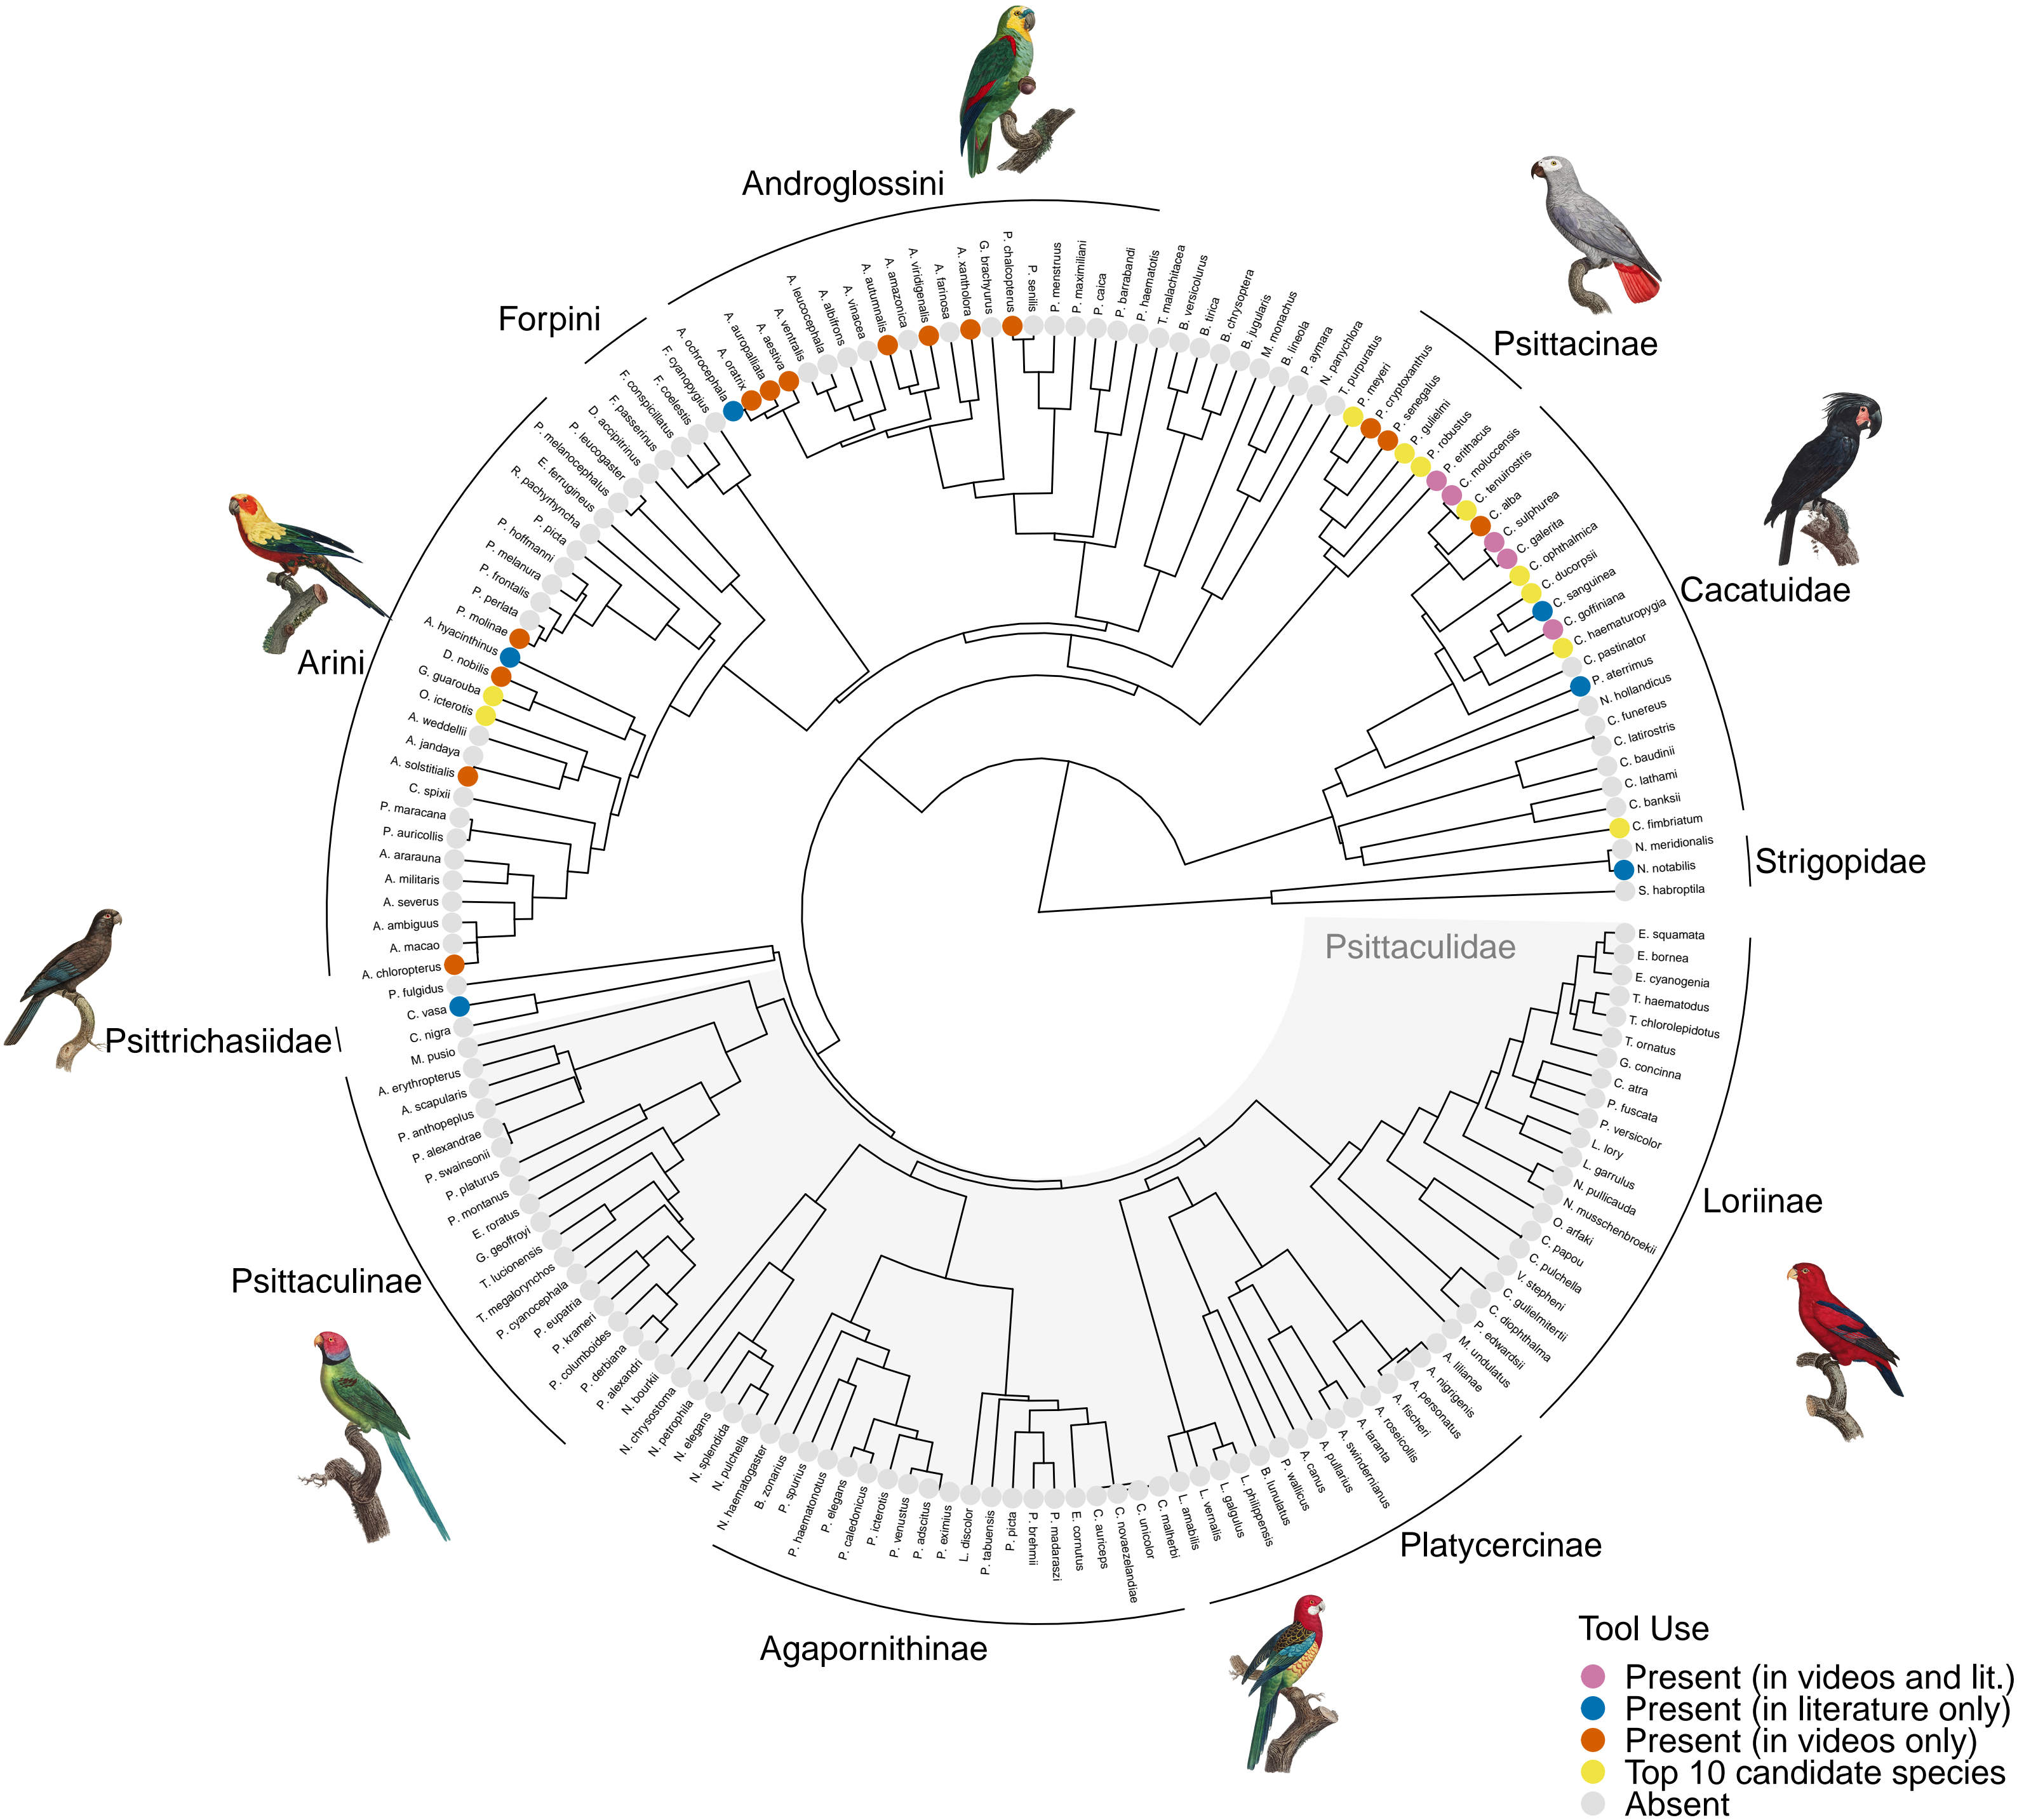 Androglossini
Psittacinae
Forpini
Cacatuidae
Arini
Strigopidae
Psittaculidae
Psittrichasiidae
Loriinae
Psittaculinae
Platycercinae
Agapornithinae
S. habroptila
N. notabilis
N. meridionalis
C. fimbriatum
C. banksii
C. lathami
C. baudinii
C. latirostris
C. funereus
N. hollandicus
P. aterrimus
C. pastinator
C. haematuropygia
C. goffiniana
C. sanguinea
C. ducorpsii
C. ophthalmica
C. galerita
C. sulphurea
C. alba
C. tenuirostris
C. moluccensis
P. erithacus
P. robustus
P. gulielmi
P. senegalus
P. cryptoxanthus
P. meyeri
T. purpuratus
N. panychlora
P. aymara
B. lineola
M. monachus
B. jugularis
B. chrysoptera
B. tirica
B. versicolurus
T. malachitacea
P. haematotis
P. barrabandi
P. caica
P. maximiliani
P. menstruus
P. senilis
P. chalcopterus
G. brachyurus
A. xantholora
A. farinosa
A. viridigenalis
A. amazonica
A. autumnalis
A. vinacea
A. albifrons
A. leucocephala
A. ventralis
A. aestiva
A. auropalliata
A. oratrix
A. ochrocephala
F. cyanopygius
F. coelestis
F. conspicillatus
F. passerinus
D. accipitrinus
P. leucogaster
P. melanocephalus
E. ferrugineus
R. pachyrhyncha
P. picta
P. hoffmanni
P. melanura
P. frontalis
P. perlata
P. molinae
A. hyacinthinus
D. nobilis
G. guarouba
O. icterotis
A. weddellii
A. jandaya
A. solstitialis
C. spixii
P. maracana
P. auricollis
A. ararauna
A. militaris
A. severus
A. ambiguus
A. macao
A. chloropterus
P. fulgidus
C. vasa
C. nigra
M. pusio
A. erythropterus
A. scapularis
P. anthopeplus
P. alexandrae
P. swainsonii
P. platurus
P. montanus
E. roratus
G. geoffroyi
T. lucionensis
T. megalorynchos
P. cyanocephala
P. eupatria
P. krameri
P. columboides
P. derbiana
P. alexandri
N. bourkii
N. chrysostoma
N. petrophila
N. elegans
N. splendida
N. pulchella
N. haematogaster
B. zonarius
P. spurius
P. haematonotus
P. elegans
P. caledonicus
P. icterotis
P. venustus
P. adscitus
P. eximius
L. discolor
P. tabuensis
P. picta
P. brehmii
P. madaraszi
E. cornutus
C. auriceps
C. novaezelandiae
C. unicolor
C. malherbi
L. amabilis
L. vernalis
L. galgulus
L. philippensis
B. lunulatus
P. wallicus
A. canus
A. pullarius
A. swindernianus
A. taranta
A. roseicollis
A. fischeri
A. personatus
A. nigrigenis
A. lilianae
M. undulatus
P. edwardsii
C. diophthalma
C. gulielmitertii
V. stepheni
C. pulchella
C. papou
O. arfaki
N. musschenbroekii
N. pullicauda
L. garrulus
L. lory
P. versicolor
P. fuscata
C. atra
G. concinna
T. ornatus
T. chlorolepidotus
T. haematodus
E. cyanogenia
E. bornea
E. squamata
Tool Use
Present (in videos and lit.)
Present (in literature only)
Present (in videos only)
Top 10 candidate species
Absent